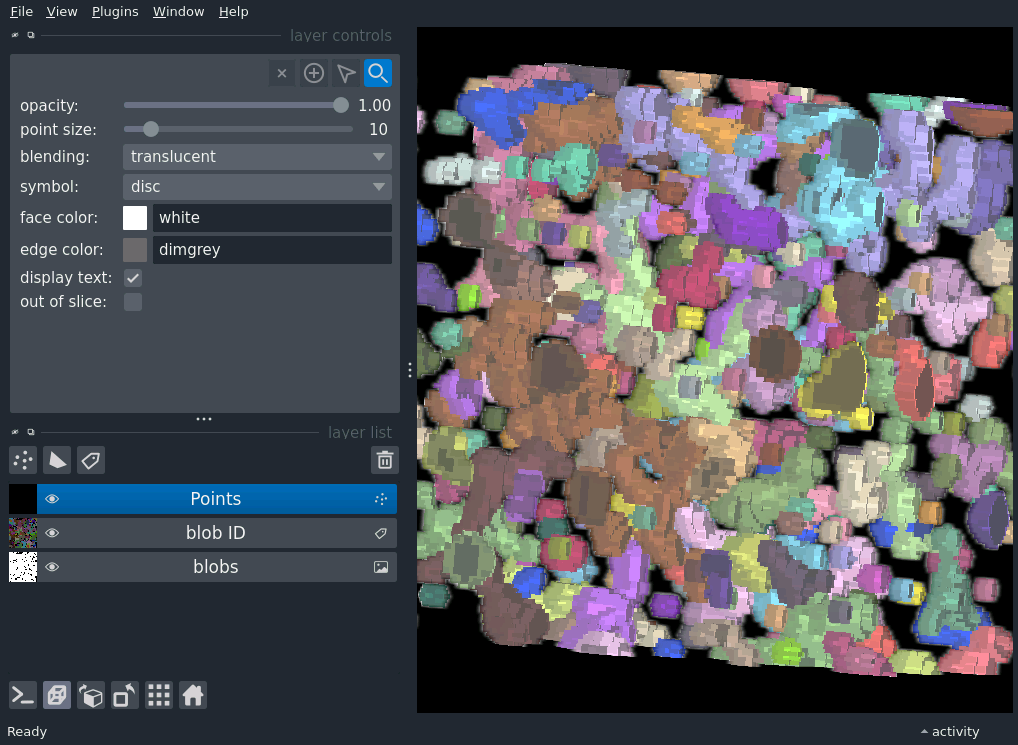 File View Plugins Window Help
layer controls
opacity: 1.00
point size: 10
blending: translucent
symbol: disc
face color: white
edge color: dimgrey
display text:
out of slice:
layer list
Points
blob ID
blobs
Ready activity